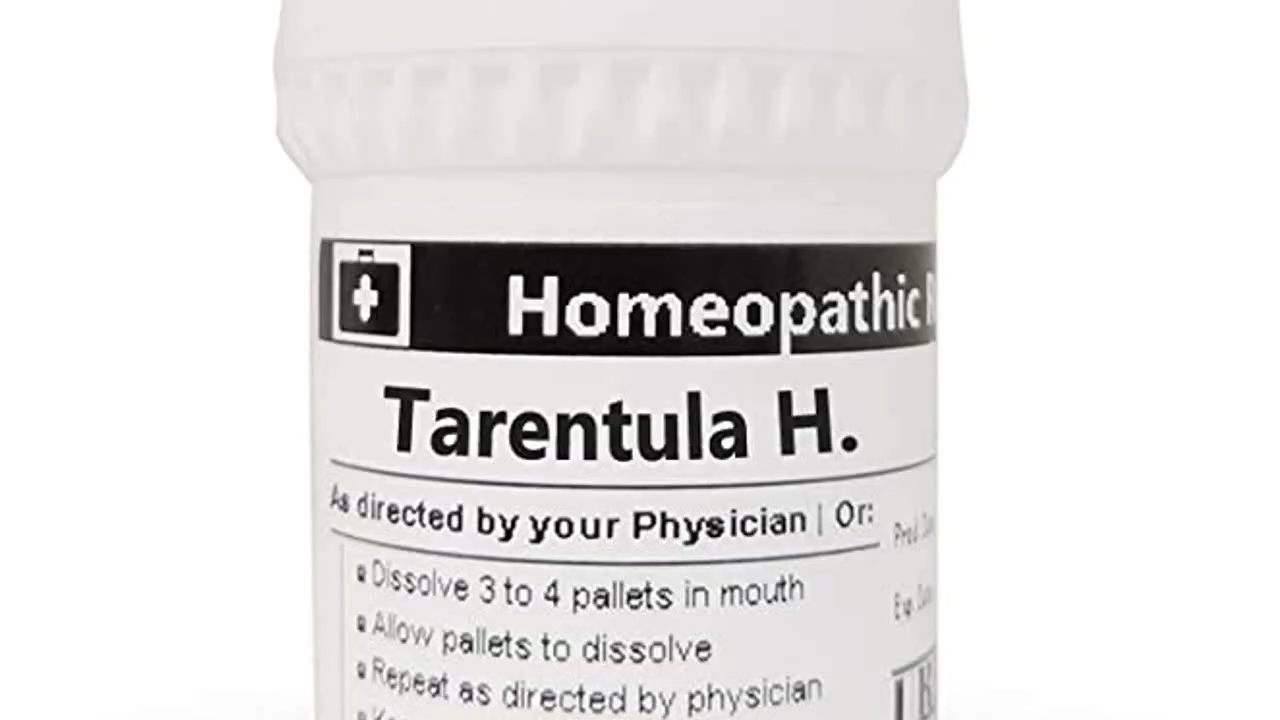 Homeopathic
Tarentula H.
As directed by your Physician | Or:
Dissolve 3 to 4 pallets in mouth
Allow pallets to dissolve
Repeat as directed by physician